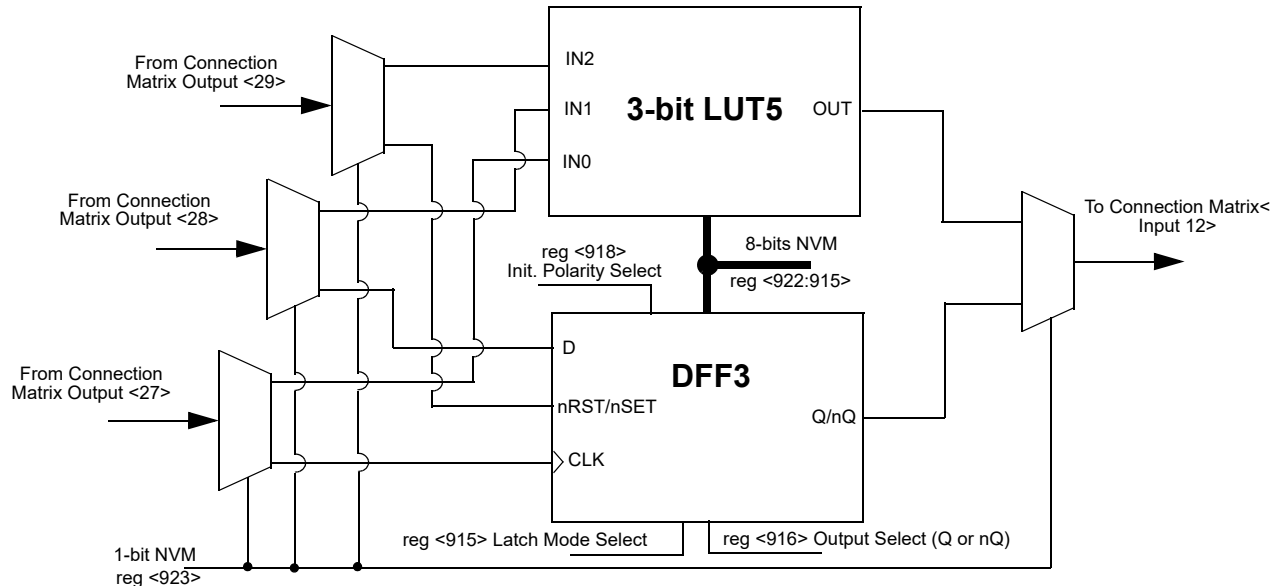 From Connection
Matrix Output <29>
IN2
IN1
IN0
3-bit LUT5
OUT
From Connection
Matrix Output <28>
To Connection Matrix<
Input 12>
reg <918>
Init. Polarity Select
8-bits NVM
reg <922:915>
From Connection
Matrix Output <27>
D
DFF3
nRST/nSET
Q/nQ
CLK
reg <915> Latch Mode Select
reg <916> Output Select (Q or nQ)
1-bit NVM
reg <923>